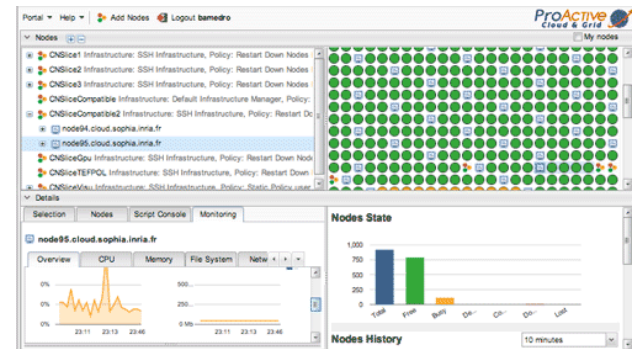 Portal Help Add Nodes Logout bamedro
ProActive
Cloud & Grid
Nodes
My nodes
CNSlice1 Infrastructure: SSH Infrastructure, Policy: Restart Down Nodes
CNSlice2 Infrastructure: SSH Infrastructure, Policy: Restart Down Nodes
CNSlice3 Infrastructure: SSH Infrastructure, Policy: Restart Down Nodes
CNSliceCompatible Infrastructure: Default Infrastructure Manager, Policy:
CNSliceCompatible2 Infrastructure: SSH Infrastructure, Policy: Restart Do
node94.cloud.sophia.inria.fr
node95.cloud.sophia.inria.fr
CNSliceGpu Infrastructure: SSH Infrastructure, Policy: Restart Down Node
CNSliceTEFPOL Infrastructure: SSH Infrastructure, Policy: Restart Down
CNSliceVisu Infrastructure: SSH Infrastructure, Policy: Static Policy user
Details
Selection Nodes Script Console Monitoring
node95.cloud.sophia.inria.fr
Overview CPU Memory File System Netw
0%
0%
0%
23:11 23:13 23:46
500...
250...
0 Mb
23:11 23:13 23:46
Nodes State
1,000
750
500
250
0
Total Free Busy De... Co... Do... Lost
Nodes History
10 minutes